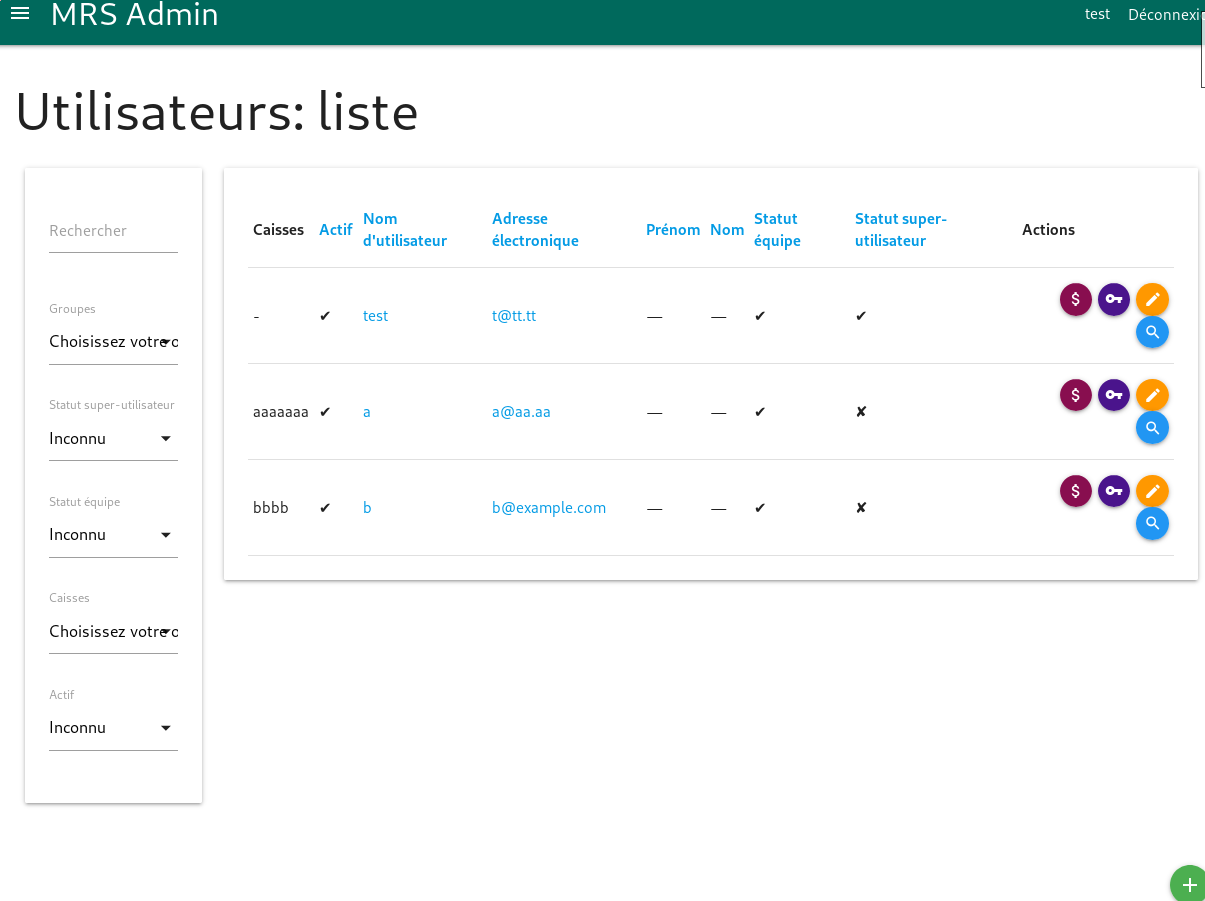 MRS Admin
test Déconnexi
Utilisateurs: liste
Rechercher
Groupes
Choisissez votre o
Statut super-utilisateur
Inconnu
Statut équipe
Inconnu
Caisses
Choisissez votre o
Actif
Inconnu
Caisses Actif Nom d'utilisateur Adresse électronique Prénom Nom Statut équipe Statut super-utilisateur Actions
- ✔ test t@tt.tt — — ✔ ✔
aaaaaaa ✔ a a@aa.aa — — ✔ ✘
bbbb ✔ b b@example.com — — ✔ ✘